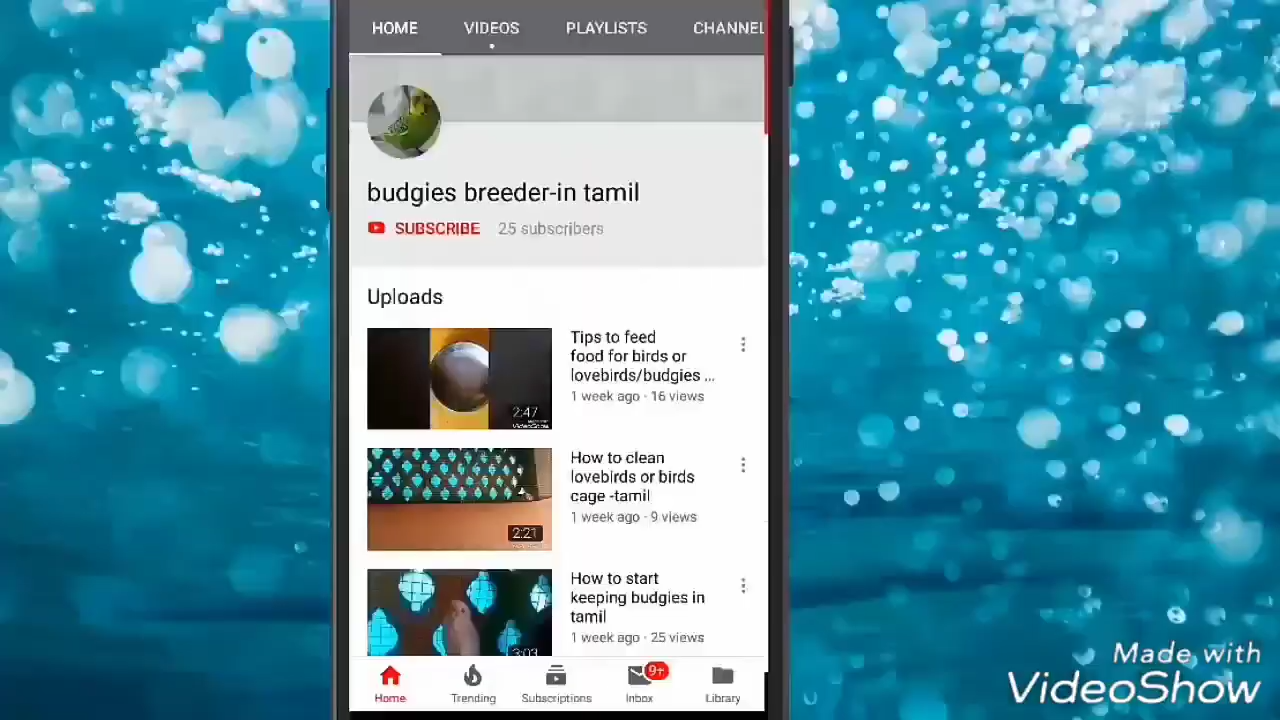 HOME VIDEOS PLAYLISTS CHANNEL
budgies breeder-in tamil
SUBSCRIBE 25 subscribers
Uploads
Tips to feed
food for birds or
lovebirds/budgies ...
1 week ago · 16 views
2:47
VideoShow
How to clean
lovebirds or birds
cage -tamil
1 week ago · 9 views
2:21
How to start
keeping budgies in
tamil
1 week ago · 25 views
3:03
Home Trending Subscriptions Inbox 9+ Library
Made with
VideoShow